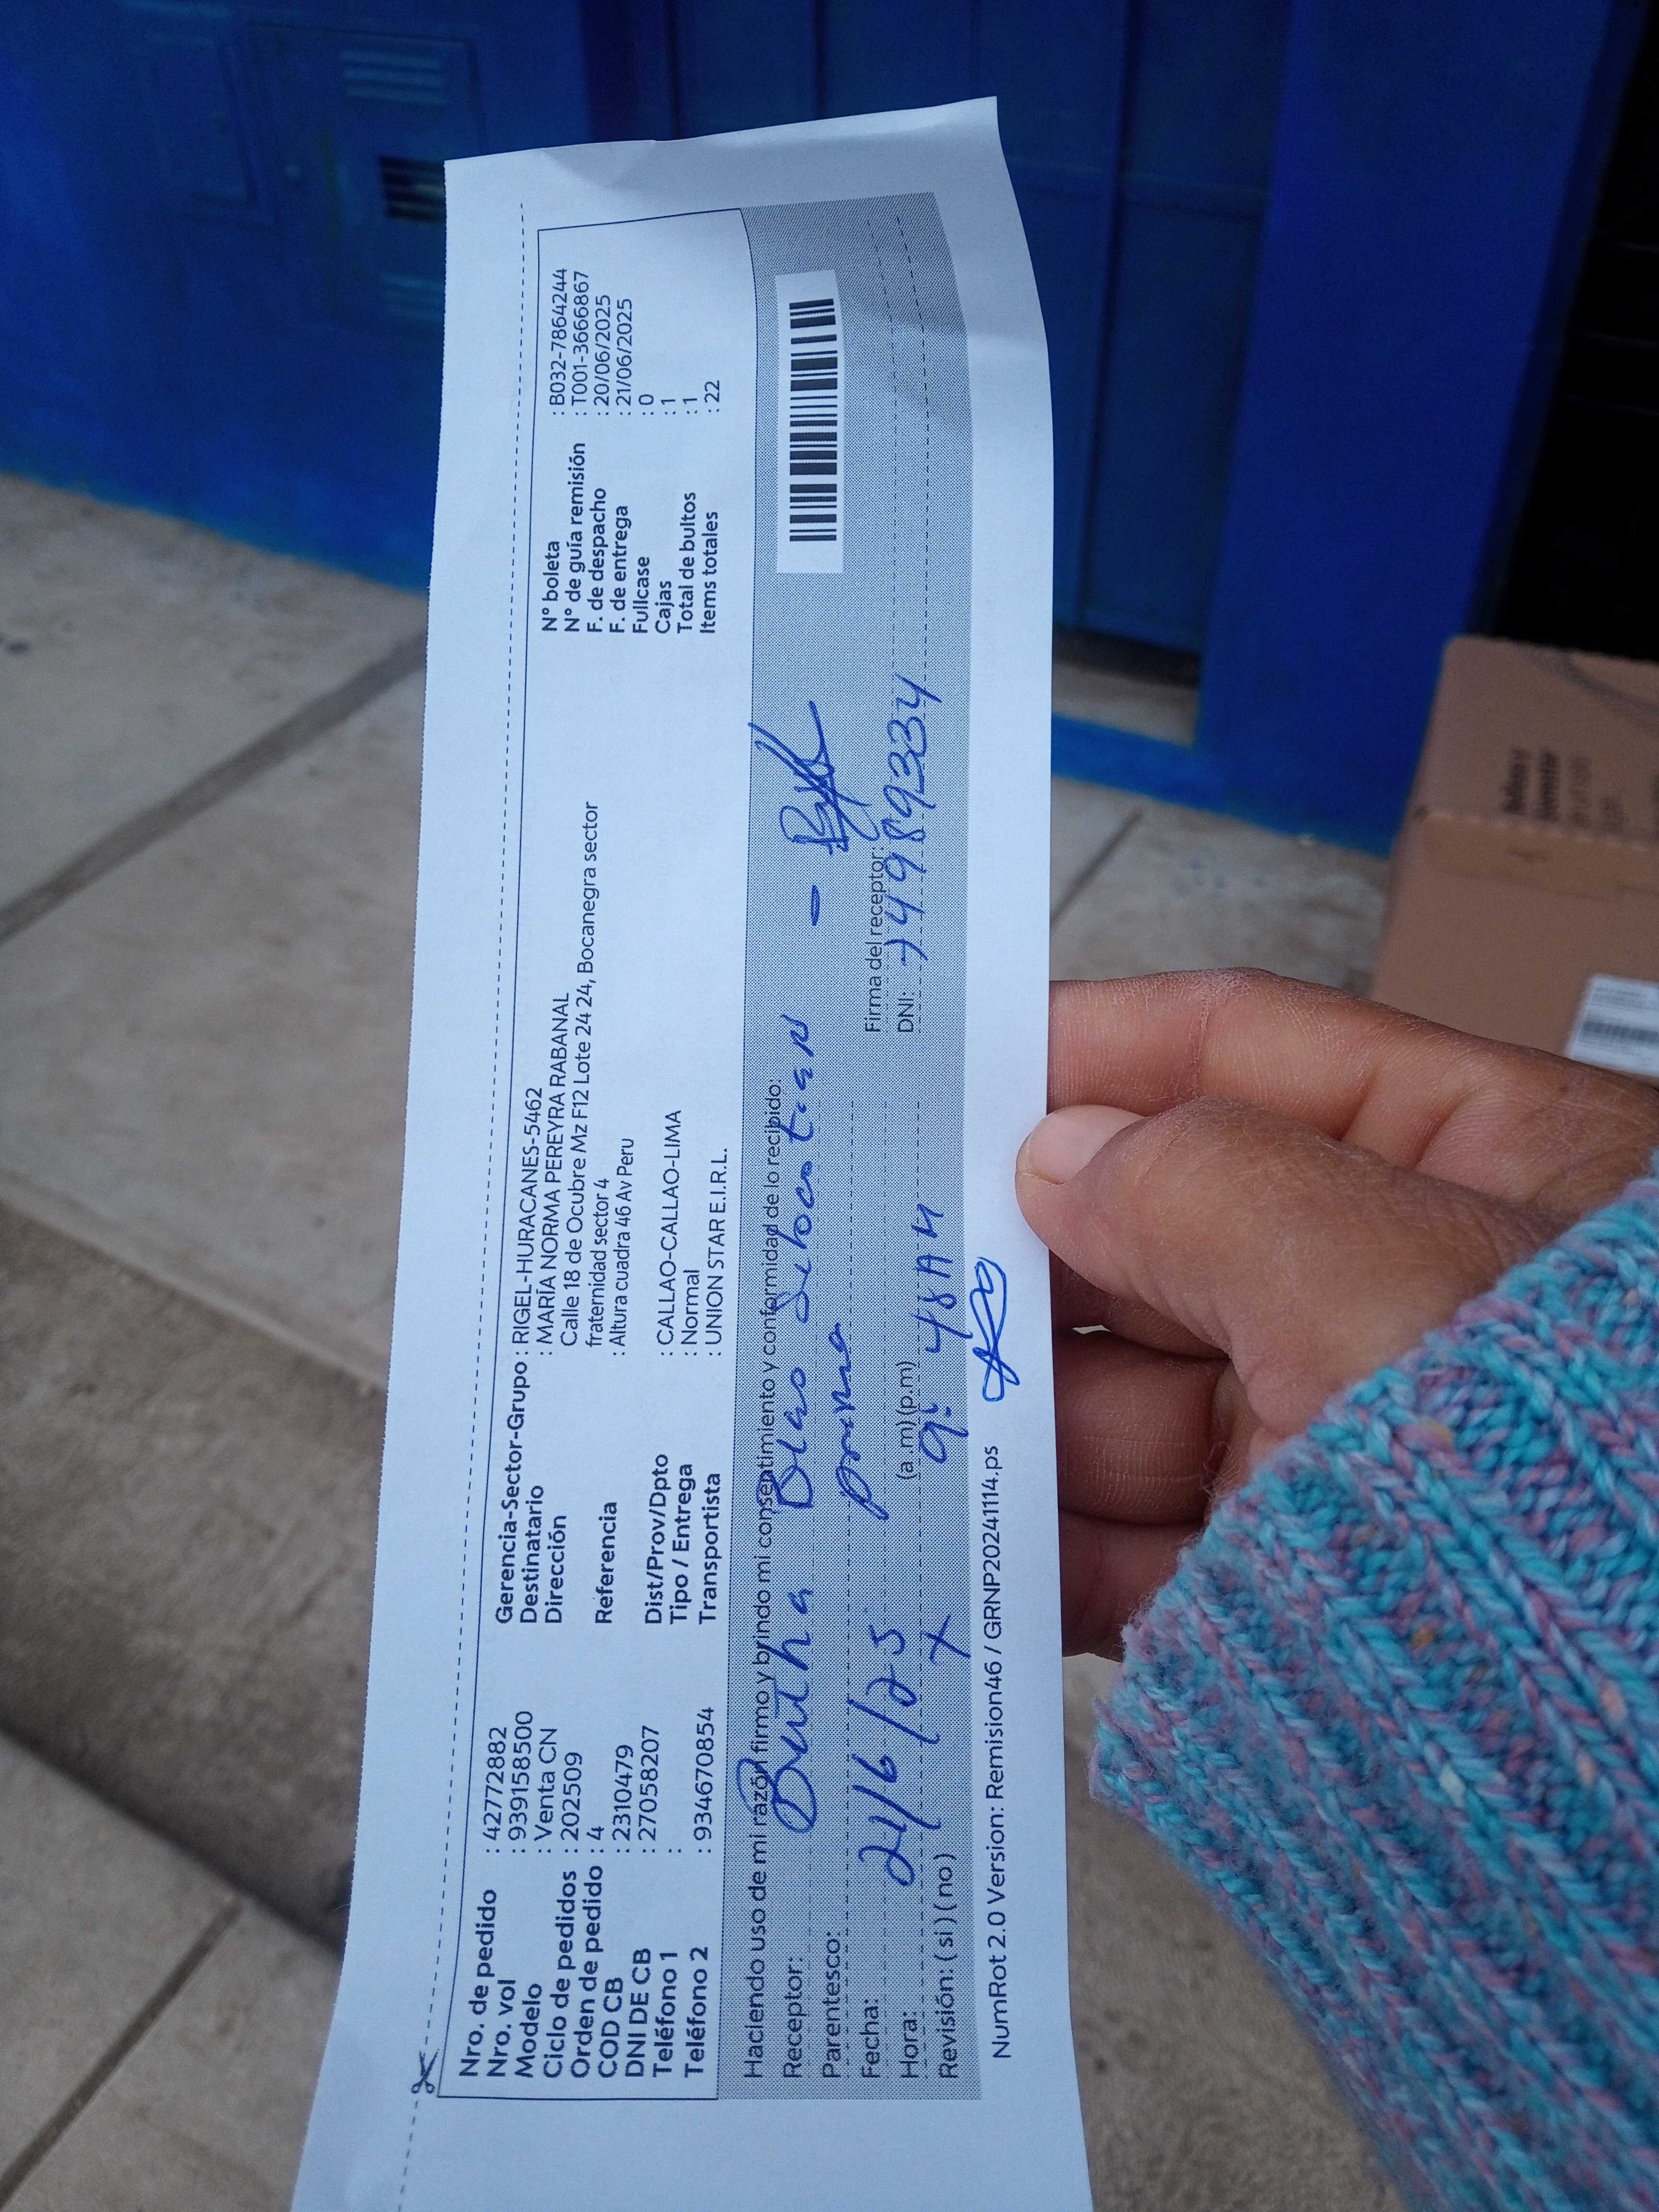 Nro. de pedido : 42772882
Nro. vol : 939158500
Modelo : Venta CN
Ciclo de pedidos : 202509
Orden de pedido : 4
COD CB : 2310479
DNI DE CB : 27058207
Teléfono 1 :
Teléfono 2 : 934670854
Gerencia-Sector-Grupo : RIGEL-HURACANES-5462
Destinatario : MARÍA NORMA PEREYRA RABANAL
Dirección Calle 18 de Ocubre Mz F12 Lote 24 24, Bocanegra sector
fraternidad sector 4
Referencia : Altura cuadra 46 Av Peru
Dist/Prov/Dpto : CALLAO-CALLAO-LIMA
Tipo / Entrega : Normal
Transportista : UNION STAR E.I.R.L.
N° boleta : B032-7864244
N° de guía remisión : T001-3666867
F. de despacho : 20/06/2025
F. de entrega : 21/06/2025
Fullcase : 0
Cajas : 1
Total de bultos : 1
Items totales : 22
Haciendo uso de mi razón firmo y brindo mi consentimiento y conformidad de lo recibido:
Receptor: Blas
Parentesco: prima
Firma del receptor:
Fecha: 21/6/25
DNI: 74989334
Hora: (a.m) (p.m) 9:48 AM
Revisión: ( si ) ( no ) X
NumRot 2.0 Version: Remision46 / GRNP20241114.ps